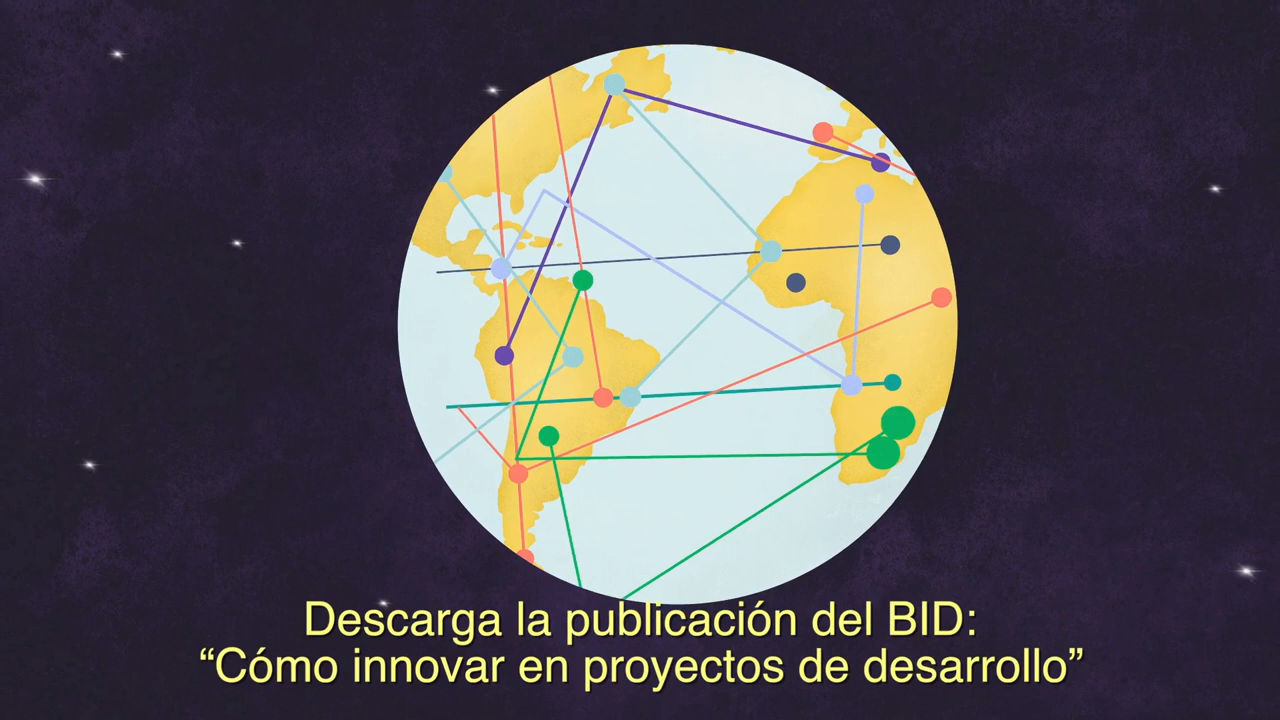 Descarga la publicación del BID:
“Cómo innovar en proyectos de desarrollo”